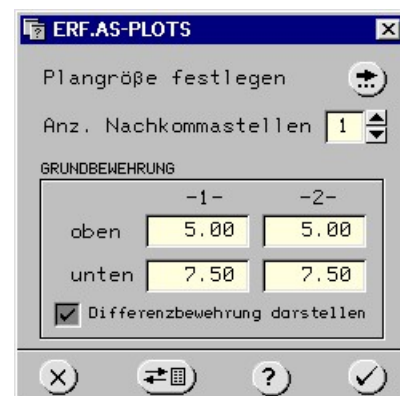 ERF.AS-PLOTS
Plangröße festlegen
Anz. Nachkommastellen 1
GRUNDBEWEHRUNG
-1- -2-
oben 5.00 5.00
unten 7.50 7.50
Differenzbewehrung darstellen
?